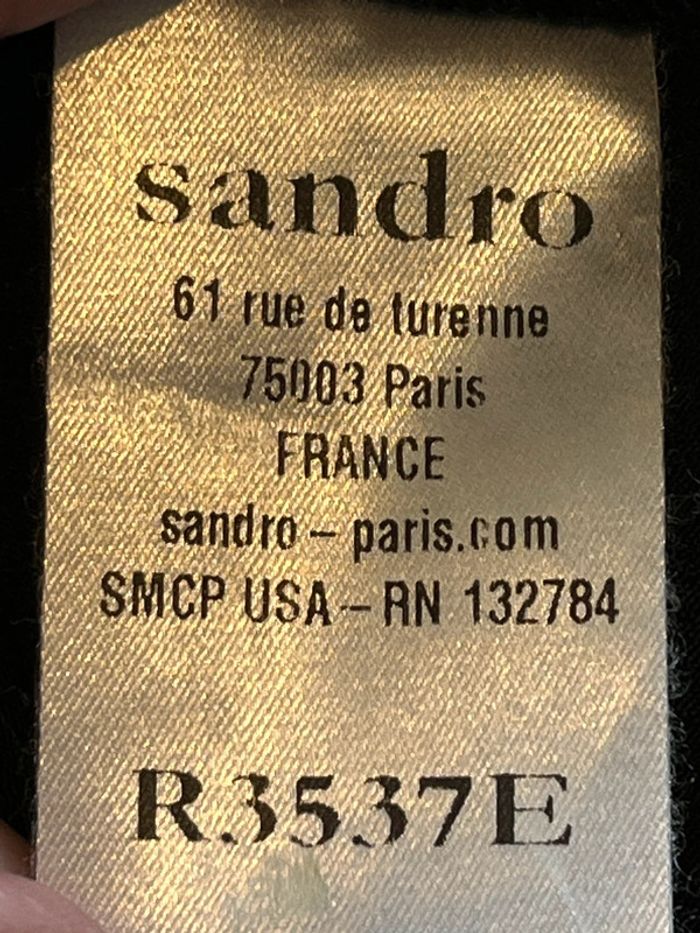 sandro
61 rue de turenne
75003 Paris
FRANCE
sandro-paris.com
SMCP USA - RN 132784
R3537E